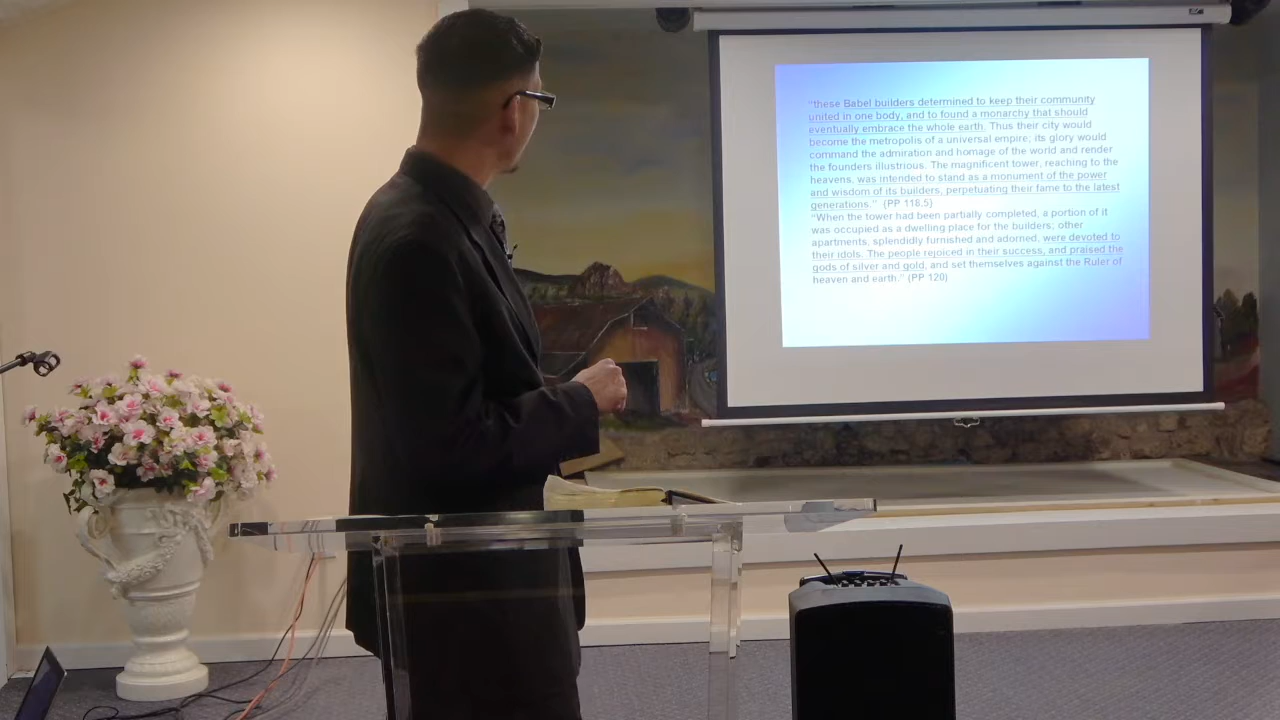 "these Babel builders determined to keep their community
united in one body, and to found a monarchy that should
eventually embrace the whole earth. Thus their city would
become the metropolis of a universal empire; its glory would
command the admiration and homage of the world and render
the founders illustrious. The magnificent tower, reaching to the
heavens, was intended to stand as a monument of the power
and wisdom of its builders, perpetuating their fame to the latest
generations." {PP 118.5}
"When the tower had been partially completed, a portion of it
was occupied as a dwelling place for the builders; other
apartments, splendidly furnished and adorned, were devoted to
their idols. The people rejoiced in their success, and praised the
gods of silver and gold, and set themselves against the Ruler of
heaven and earth." (PP 120)